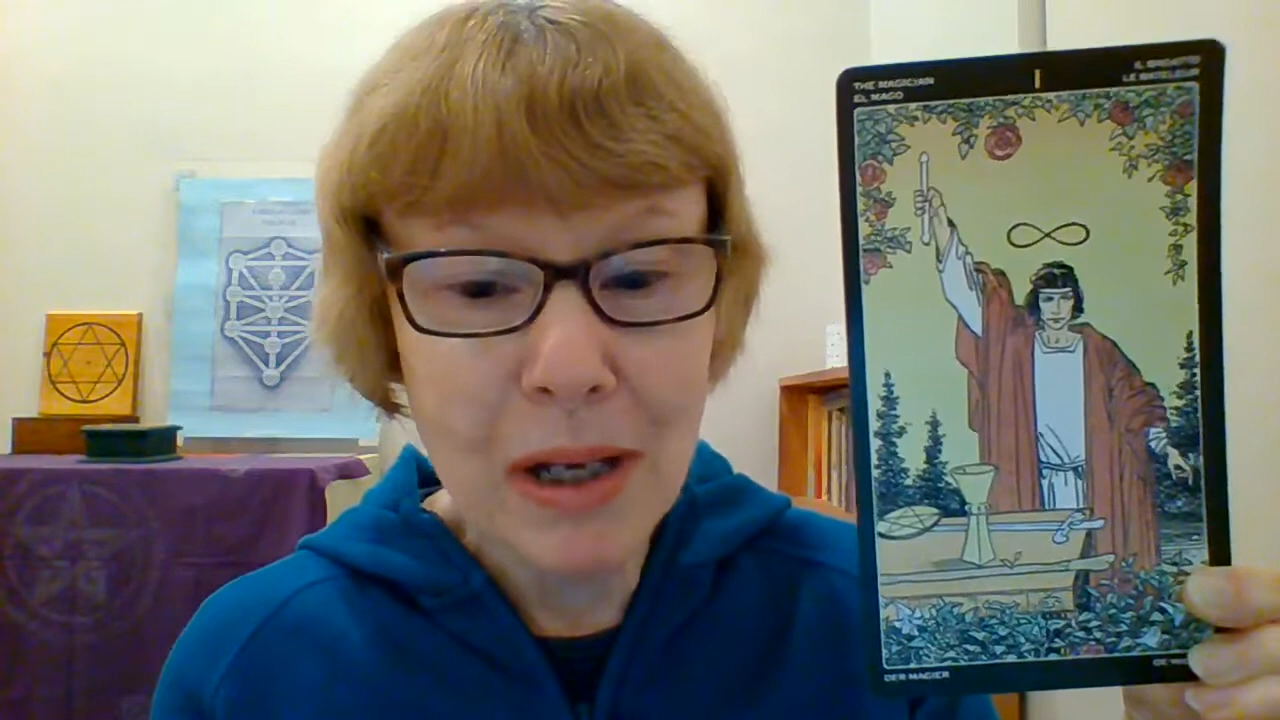 THE MAGICIAN
EL MAGO
I
IL BAGATTO
LE BATELEUR
DER MAGIER